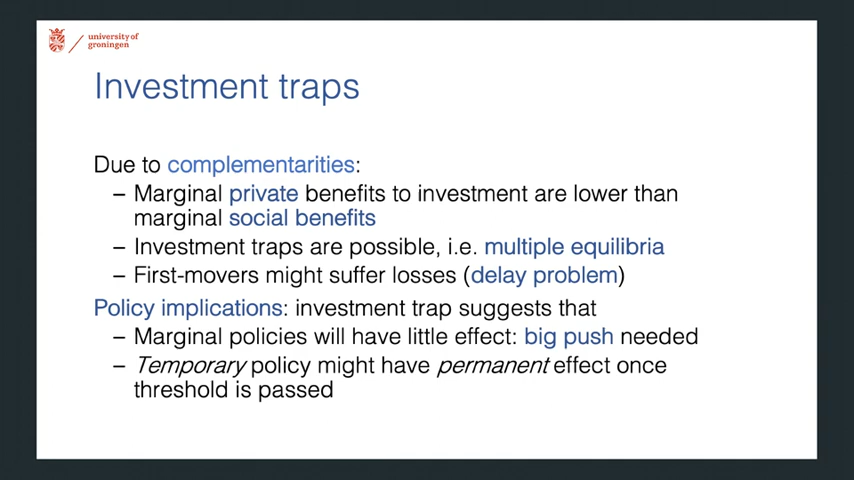 university of
groningen
Investment traps
Due to complementarities:
– Marginal private benefits to investment are lower than
marginal social benefits
– Investment traps are possible, i.e. multiple equilibria
– First-movers might suffer losses (delay problem)
Policy implications: investment trap suggests that
– Marginal policies will have little effect: big push needed
– Temporary policy might have permanent effect once
threshold is passed